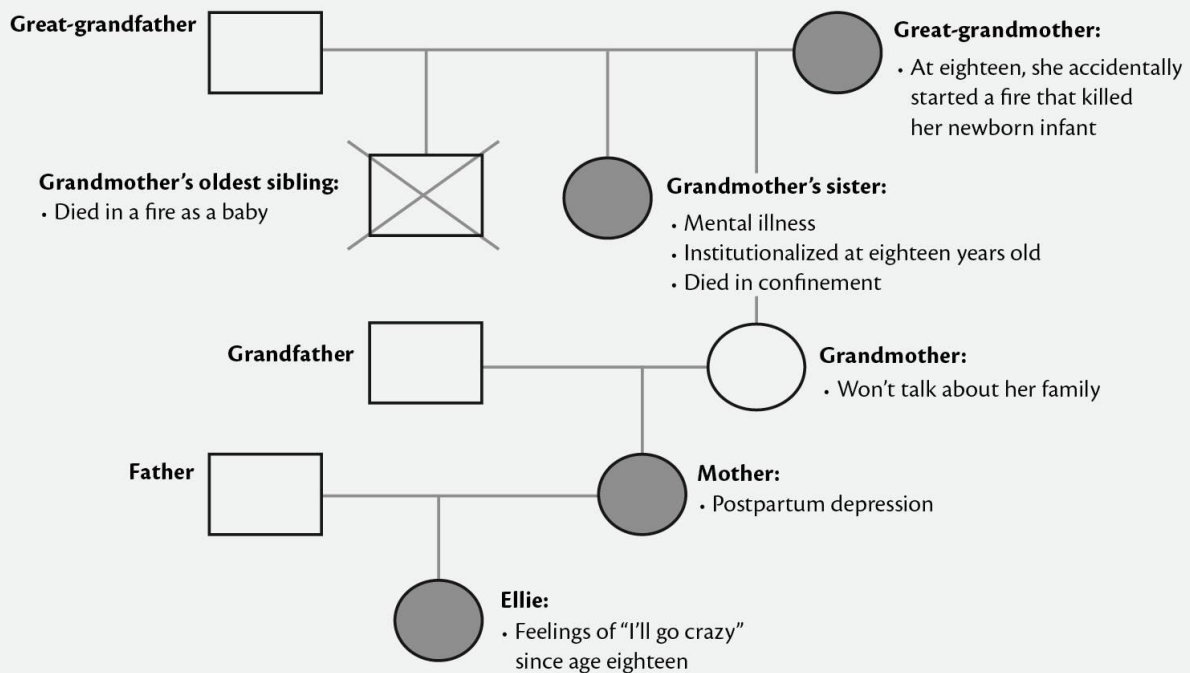 Great-grandfather
Great-grandmother:
• At eighteen, she accidentally
started a fire that killed
her newborn infant
Grandmother’s oldest sibling:
• Died in a fire as a baby
Grandmother’s sister:
• Mental illness
• Institutionalized at eighteen years old
• Died in confinement
Grandfather
Grandmother:
• Won’t talk about her family
Father
Mother:
• Postpartum depression
Ellie:
• Feelings of “I’ll go crazy”
since age eighteen